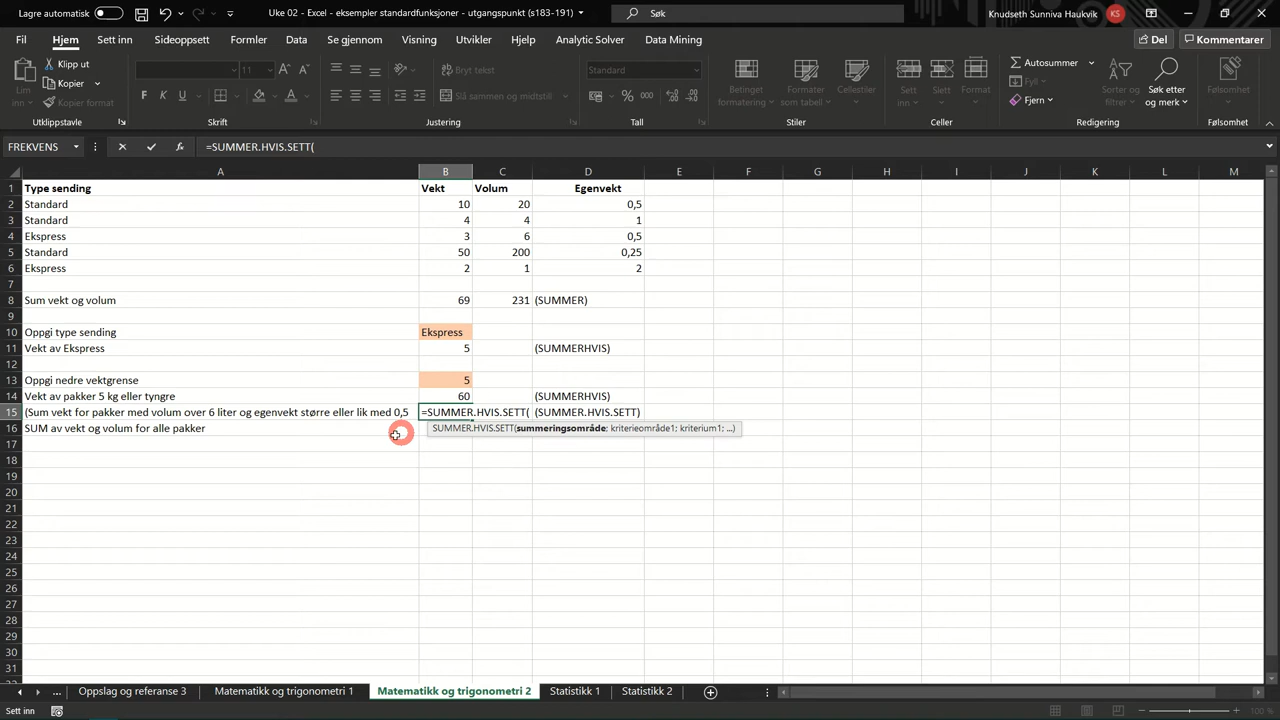 Lagre automatisk Uke 02 - Excel - eksempler standardfunksjoner - utgangspunkt (s183-191) Søk Knudseth Sunniva Haukvik KS
Fil Hjem Sett inn Sideoppsett Formler Data Se gjennom Visning Utvikler Hjelp Analytic Solver Data Mining Del Kommentarer
Lim inn
Klipp ut
Kopier
Kopier format
Utklippstavle
11
F K U
Skrift
Bryt tekst
Slå sammen og midtstill
Justering
Standard
% 000
Tall
Betinget formatering
Formater som tabell
Cellestiler
Stiler
Sett inn
Slett
Format
Celler
Autosummer
Fyll
Fjern
Sorter og filtrer
Søk etter og merk
Redigering
Følsomhet
Følsomhet
FREKVENS fx =SUMMER.HVIS.SETT(
A B C D E F G H I J K L M
1 Type sending Vekt Volum Egenvekt
2 Standard 10 20 0,5
3 Standard 4 4 1
4 Ekspress 3 6 0,5
5 Standard 50 200 0,25
6 Ekspress 2 1 2
7
8 Sum vekt og volum 69 231 (SUMMER)
9
10 Oppgi type sending Ekspress
11 Vekt av Ekspress 5 (SUMMERHVIS)
12
13 Oppgi nedre vektgrense 5
14 Vekt av pakker 5 kg eller tyngre 60 (SUMMERHVIS)
15 (Sum vekt for pakker med volum over 6 liter og egenvekt større eller lik med 0,5 =SUMMER.HVIS.SETT( (SUMMER.HVIS.SETT)
16 SUM av vekt og volum for alle pakker SUMMER.HVIS.SETT(summeringsområde; kriterieområde1; kriterium1; ...)
17
18
19
20
21
22
23
24
25
26
27
28
29
30
31
... Oppslag og referanse 3 Matematikk og trigonometri 1 Matematikk og trigonometri 2 Statistikk 1 Statistikk 2
Sett inn 100 %